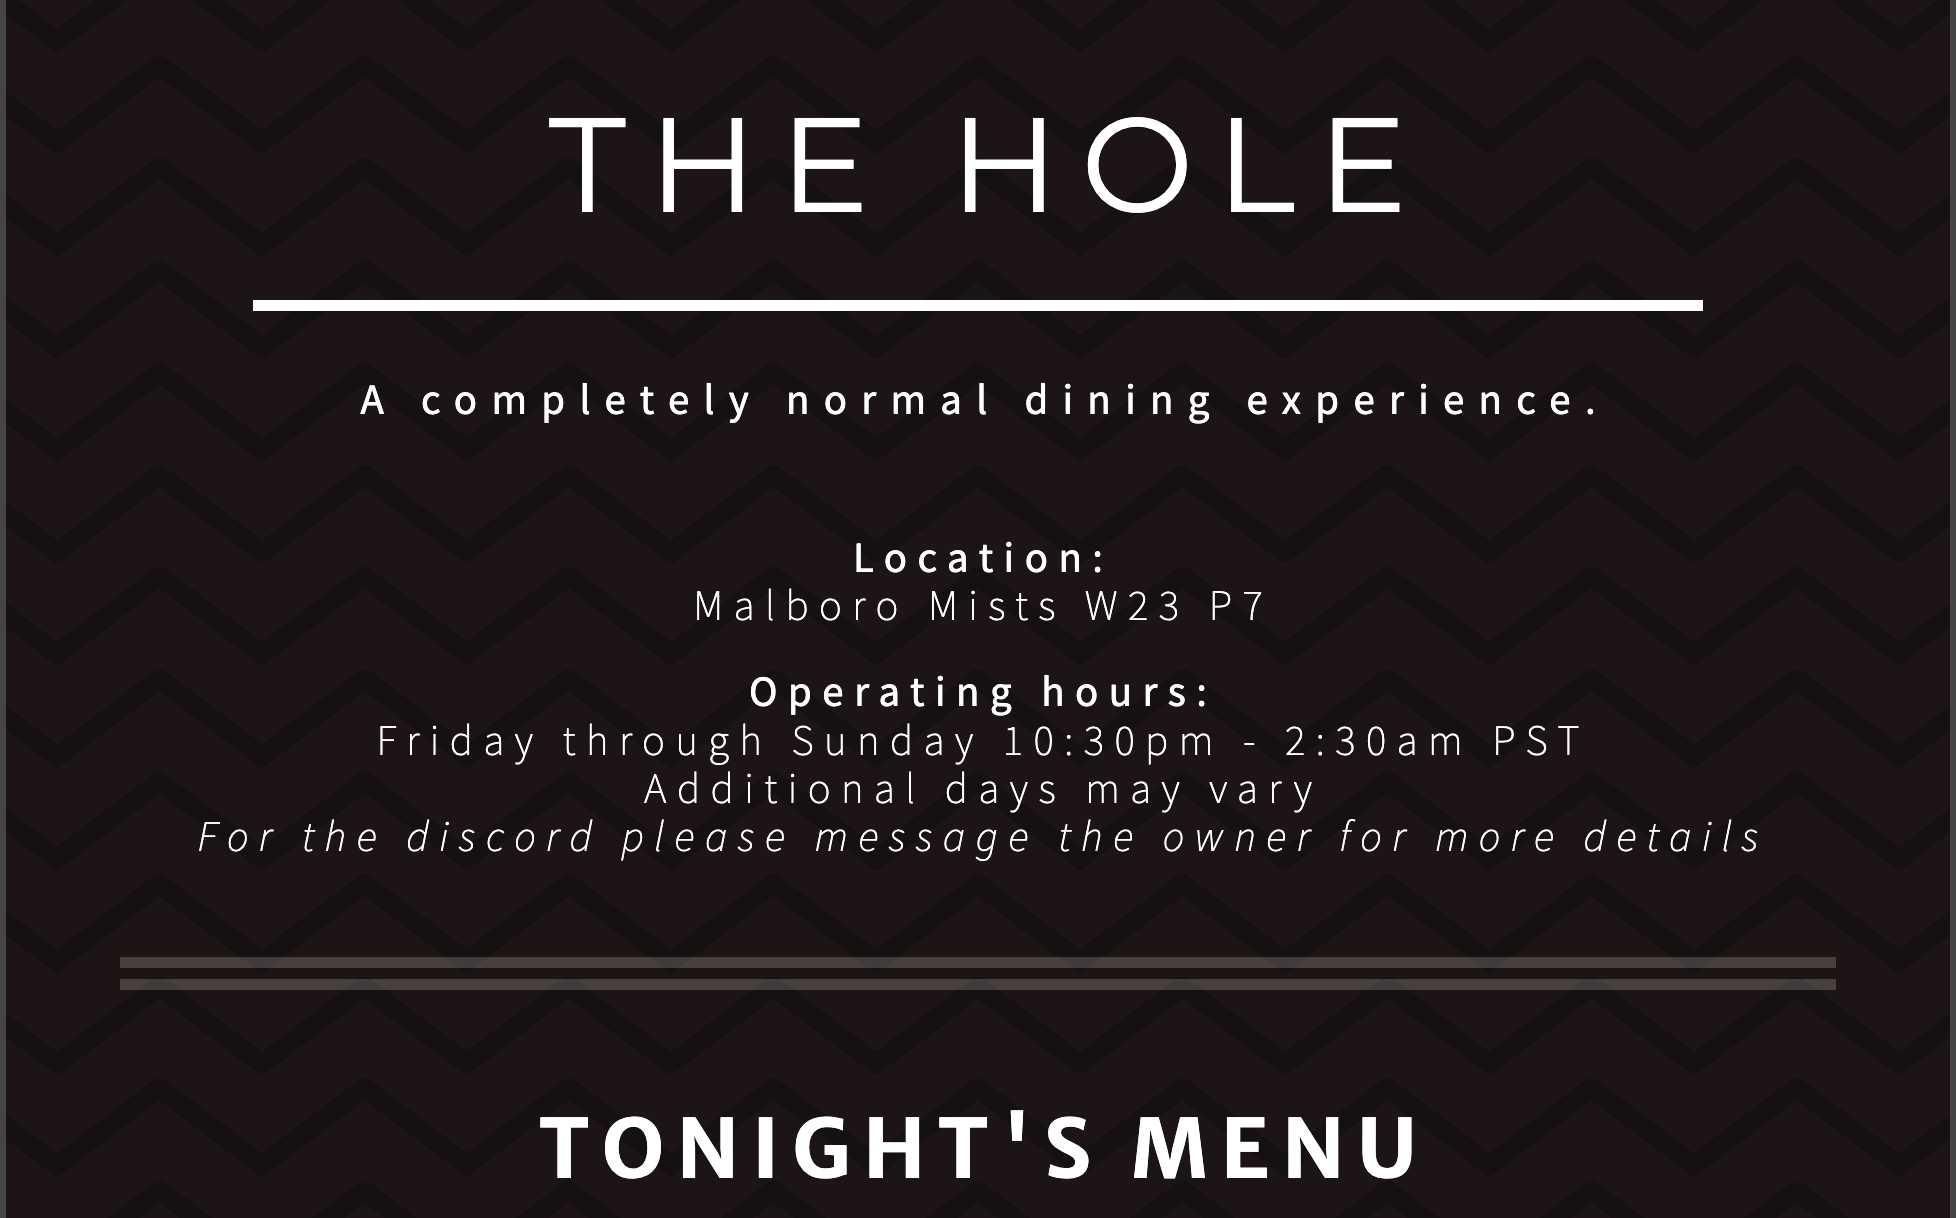 THE HOLE
A completely normal dining experience.
Location:
Malboro Mists W23 P7
Operating hours:
Friday through Sunday 10:30pm - 2:30am PST
Additional days may vary
For the discord please message the owner for more details
TONIGHT'S MENU